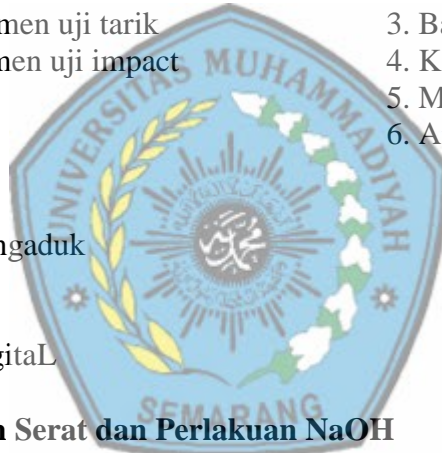 men uji tarik
men uji impact
3. Ba
4. K
5. M
6. A
UNIVERSITAS MUHAMMADIYAH
SEMARANG
ngaduk
gitaL
n Serat dan Perlakuan NaOH